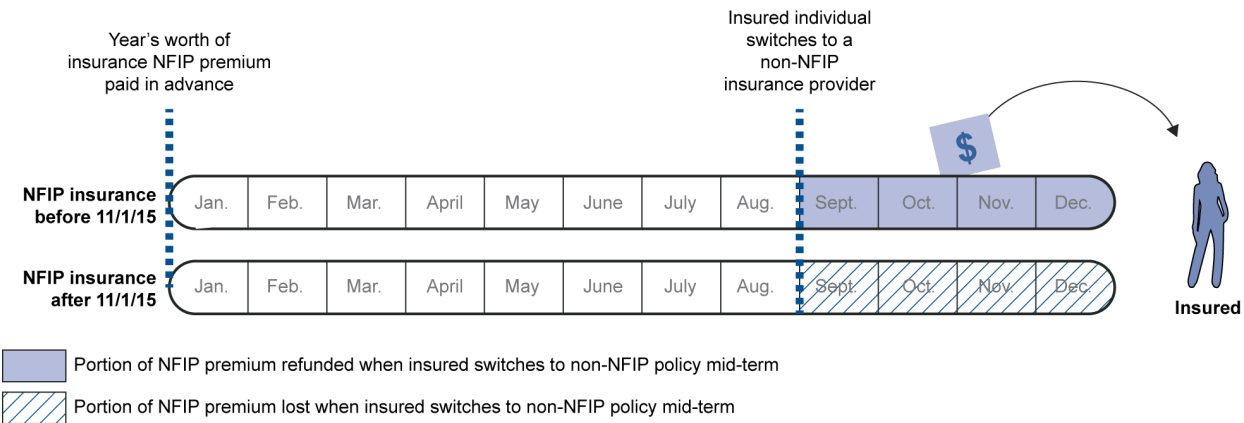 Year's worth of
insurance NFIP premium
paid in advance
Insured individual
switches to a
non-NFIP
insurance provider
$
NFIP insurance
before 11/1/15
Jan. Feb. Mar. April May June July Aug. Sept. Oct. Nov. Dec.
NFIP insurance
after 11/1/15
Jan. Feb. Mar. April May June July Aug. Sept. Oct. Nov. Dec.
Insured
Portion of NFIP premium refunded when insured switches to non-NFIP policy mid-term
Portion of NFIP premium lost when insured switches to non-NFIP policy mid-term